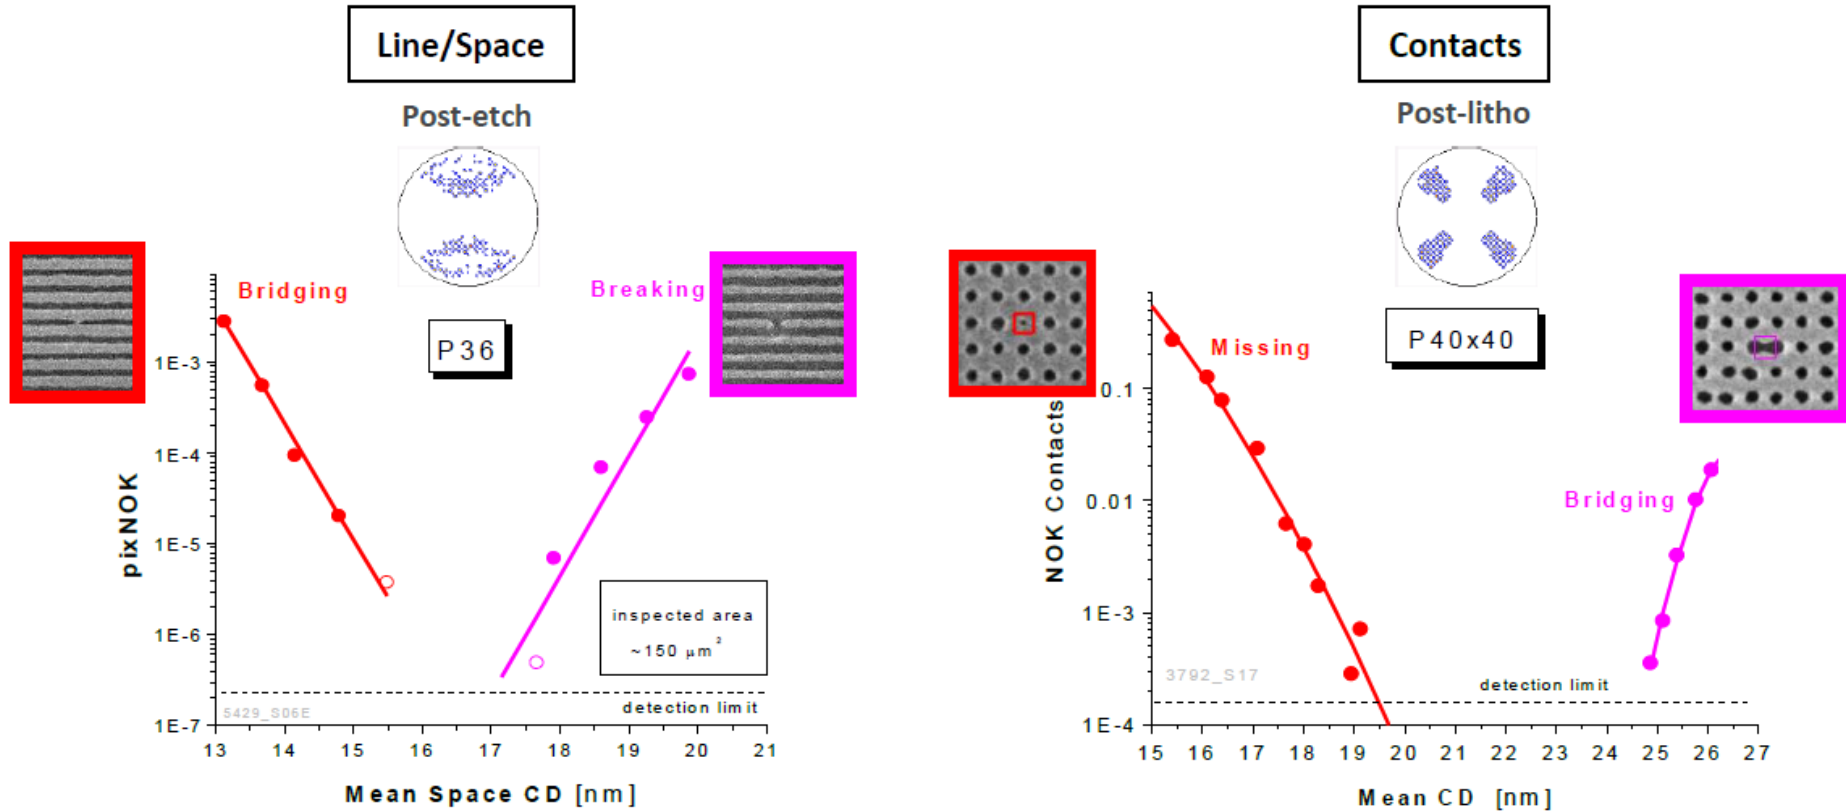 Line/Space
Post-etch
Bridging
Breaking
P36
1E-3
1E-4
1E-5
1E-6
1E-7
pixNOK
inspected area
~150 μm²
detection limit
5429_S06E
13 14 15 16 17 18 19 20 21
Mean Space CD [nm]
Contacts
Post-litho
Missing
P40x40
Bridging
0.1
0.01
1E-3
1E-4
NOK Contacts
3792_S17
detection limit
15 16 17 18 19 20 21 22 23 24 25 26 27
Mean CD [nm]